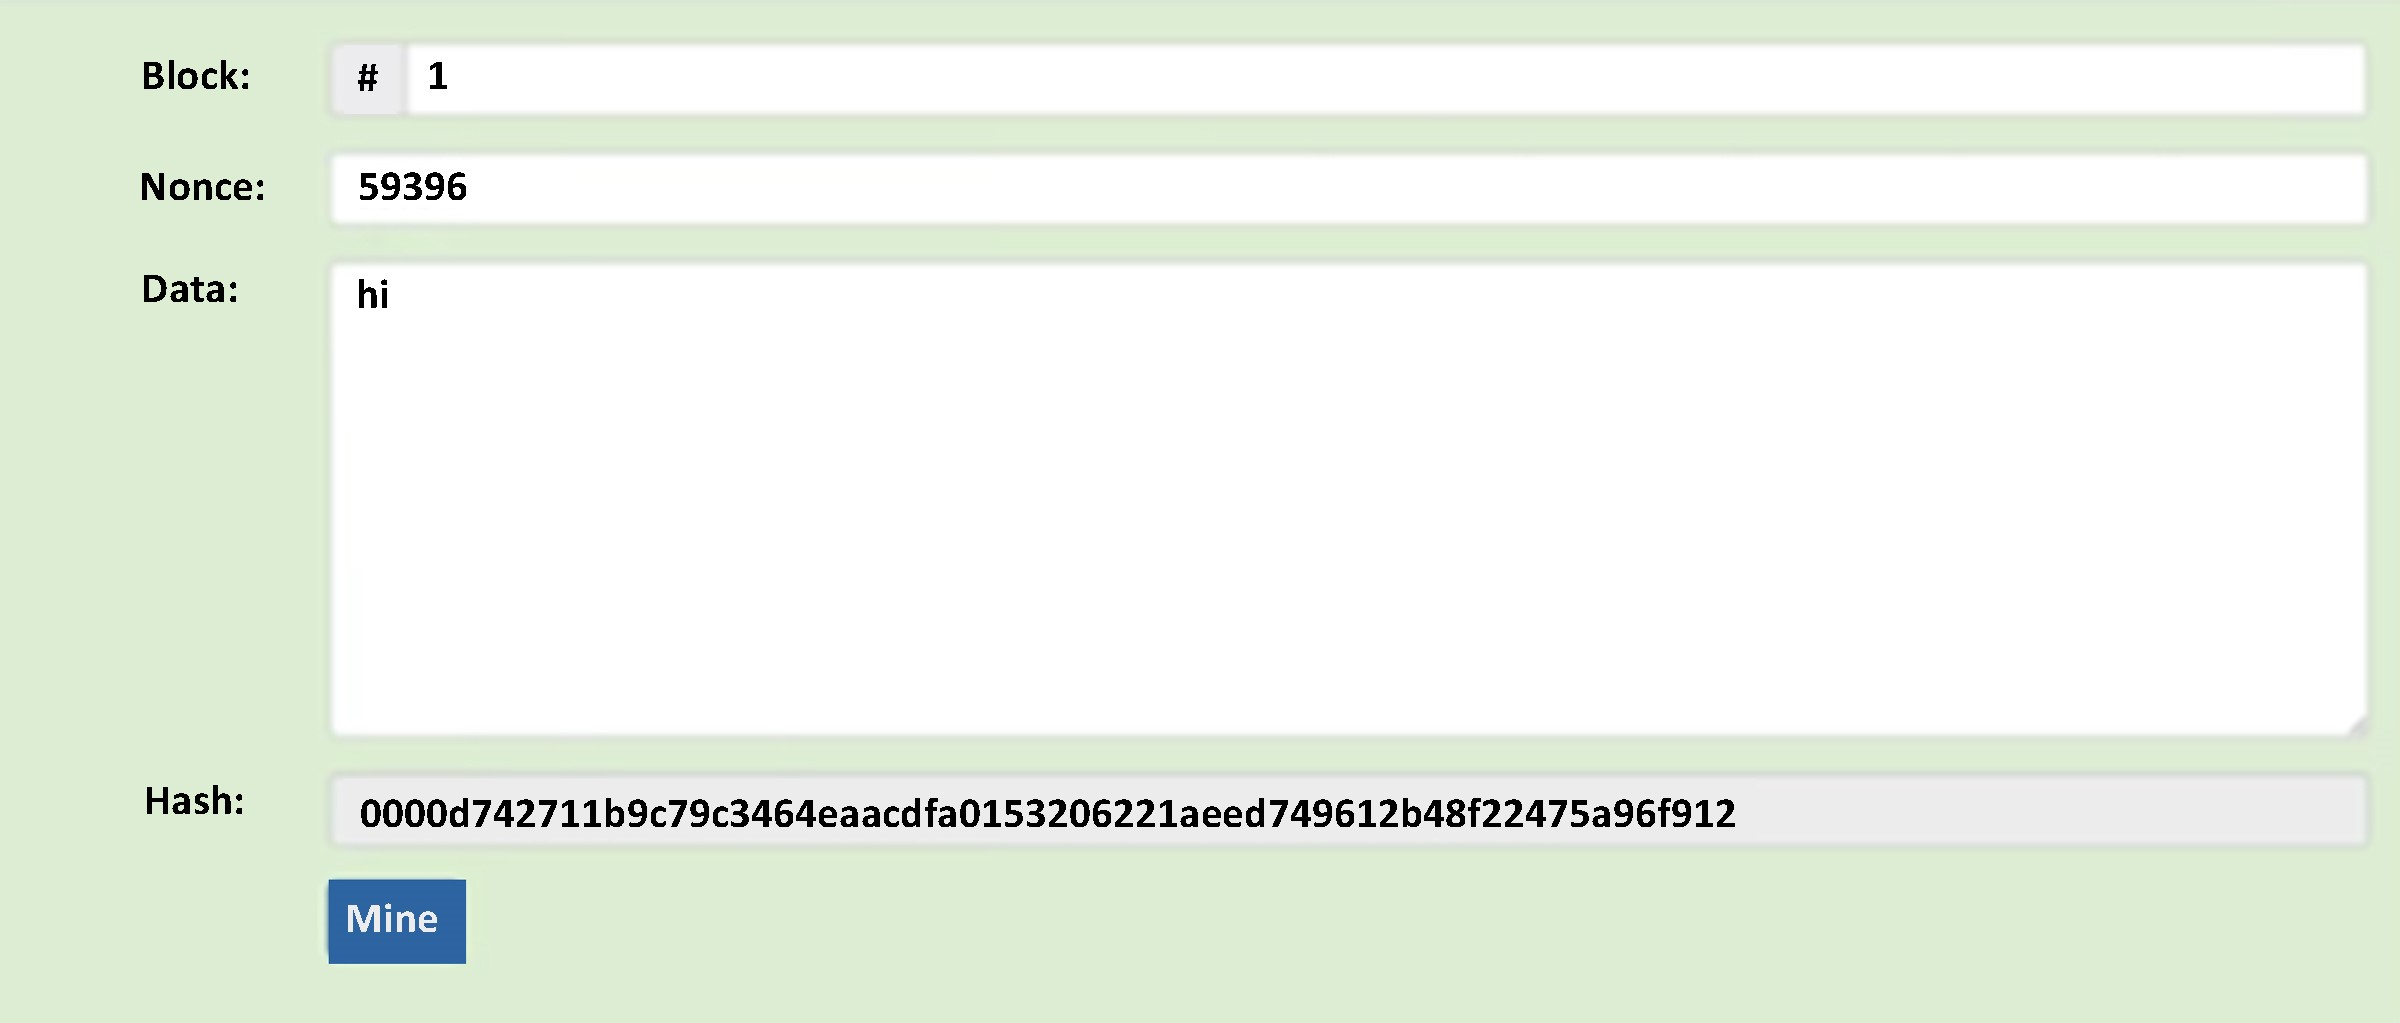 Block: # 1
Nonce: 59396
Data: hi
Hash: 0000d742711b9c79c3464eaacdfa0153206221aeed749612b48f22475a96f912
Mine